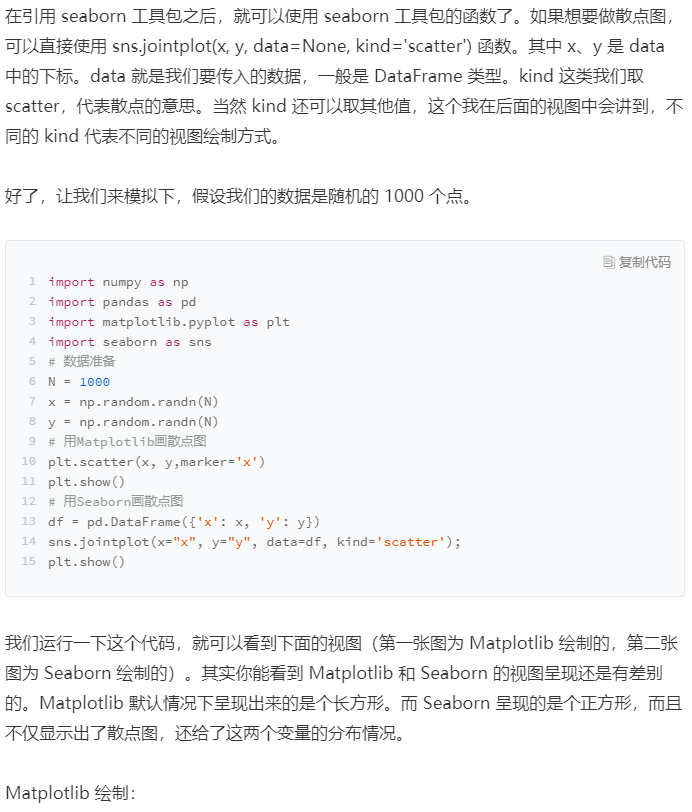 在引用 seaborn 工具包之后，就可以使用 seaborn 工具包的函数了。如果想要做散点图，
可以直接使用 sns.jointplot(x, y, data=None, kind='scatter') 函数。其中 x、y 是 data
中的下标。data 就是我们要传入的数据，一般是 DataFrame 类型。kind 这类我们取
scatter，代表散点的意思。当然 kind 还可以取其他值，这个我在后面的视图中会讲到，不
同的 kind 代表不同的视图绘制方式。
好了，让我们来模拟下，假设我们的数据是随机的 1000 个点。
复制代码
1 import numpy as np
2 import pandas as pd
3 import matplotlib.pyplot as plt
4 import seaborn as sns
5 # 数据准备
6 N = 1000
7 x = np.random.randn(N)
8 y = np.random.randn(N)
9 # 用Matplotlib画散点图
10 plt.scatter(x, y,marker='x')
11 plt.show()
12 # 用Seaborn画散点图
13 df = pd.DataFrame({'x': x, 'y': y})
14 sns.jointplot(x="x", y="y", data=df, kind='scatter');
15 plt.show()
我们运行一下这个代码，就可以看到下面的视图（第一张图为 Matplotlib 绘制的，第二张
图为 Seaborn 绘制的）。其实你能看到 Matplotlib 和 Seaborn 的视图呈现还是有差别
的。Matplotlib 默认情况下呈现出来的是个长方形。而 Seaborn 呈现的是个正方形，而且
不仅显示出了散点图，还给了这两个变量的分布情况。
Matplotlib 绘制：